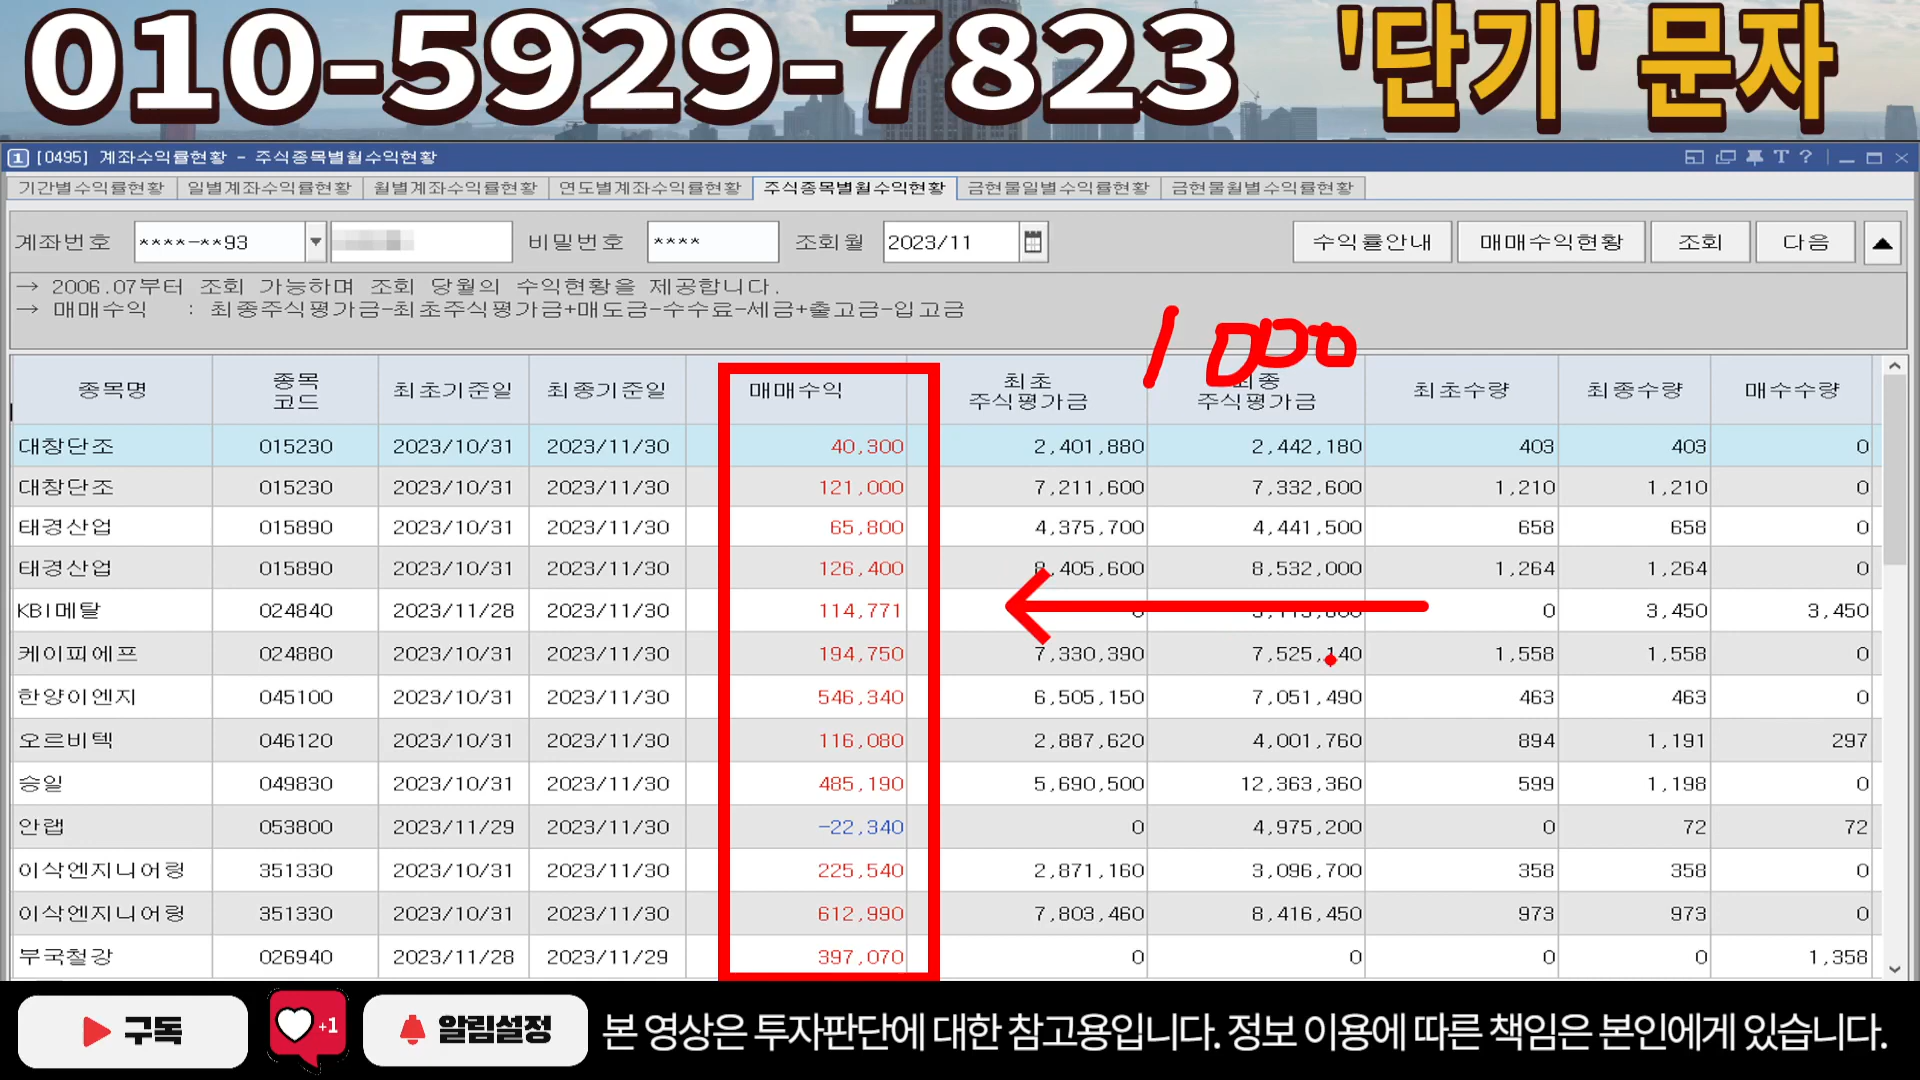 010-5929-7823 '단기' 문자
1 [0495] 계좌수익률현황 - 주식종목별월수익현황
기간별수익률현황 일별계좌수익률현황 월별계좌수익률현황 연도별계좌수익률현황 주식종목별월수익현황 금현물일별수익률현황 금현물월별수익률현황
계좌번호 ****-**93 비밀번호 **** 조회월 2023/11 수익률안내 매매수익현황 조회 다음
→ 2006.07부터 조회 가능하며 조회 당월의 수익현황을 제공합니다.
→ 매매수익 : 최종주식평가금-최초주식평가금+매도금-수수료-세금+출고금-입고금
1000
종목명 종목코드 최초기준일 최종기준일 매매수익 최초주식평가금 최종주식평가금 최초수량 최종수량 매수수량
대창단조 015230 2023/10/31 2023/11/30 40,300 2,401,880 2,442,180 403 403 0
대창단조 015230 2023/10/31 2023/11/30 121,000 7,211,600 7,332,600 1,210 1,210 0
태경산업 015890 2023/10/31 2023/11/30 65,800 4,375,700 4,441,500 658 658 0
태경산업 015890 2023/10/31 2023/11/30 126,400 8,405,600 8,532,000 1,264 1,264 0
KBI메탈 024840 2023/11/28 2023/11/30 114,771 0 0 3,450 3,450
케이피에프 024880 2023/10/31 2023/11/30 194,750 7,330,390 7,525,140 1,558 1,558 0
한양이엔지 045100 2023/10/31 2023/11/30 546,340 6,505,150 7,051,490 463 463 0
오르비텍 046120 2023/10/31 2023/11/30 116,080 2,887,620 4,001,760 894 1,191 297
승일 049830 2023/10/31 2023/11/30 485,190 5,690,500 12,363,360 599 1,198 0
안랩 053800 2023/11/29 2023/11/30 -22,340 0 4,975,200 0 72 72
이삭엔지니어링 351330 2023/10/31 2023/11/30 225,540 2,871,160 3,096,700 358 358 0
이삭엔지니어링 351330 2023/10/31 2023/11/30 612,990 7,803,460 8,416,450 973 973 0
부국철강 026940 2023/11/28 2023/11/29 397,070 0 0 0 0 1,358
구독 +1 알림설정 본 영상은 투자판단에 대한 참고용입니다. 정보 이용에 따른 책임은 본인에게 있습니다.